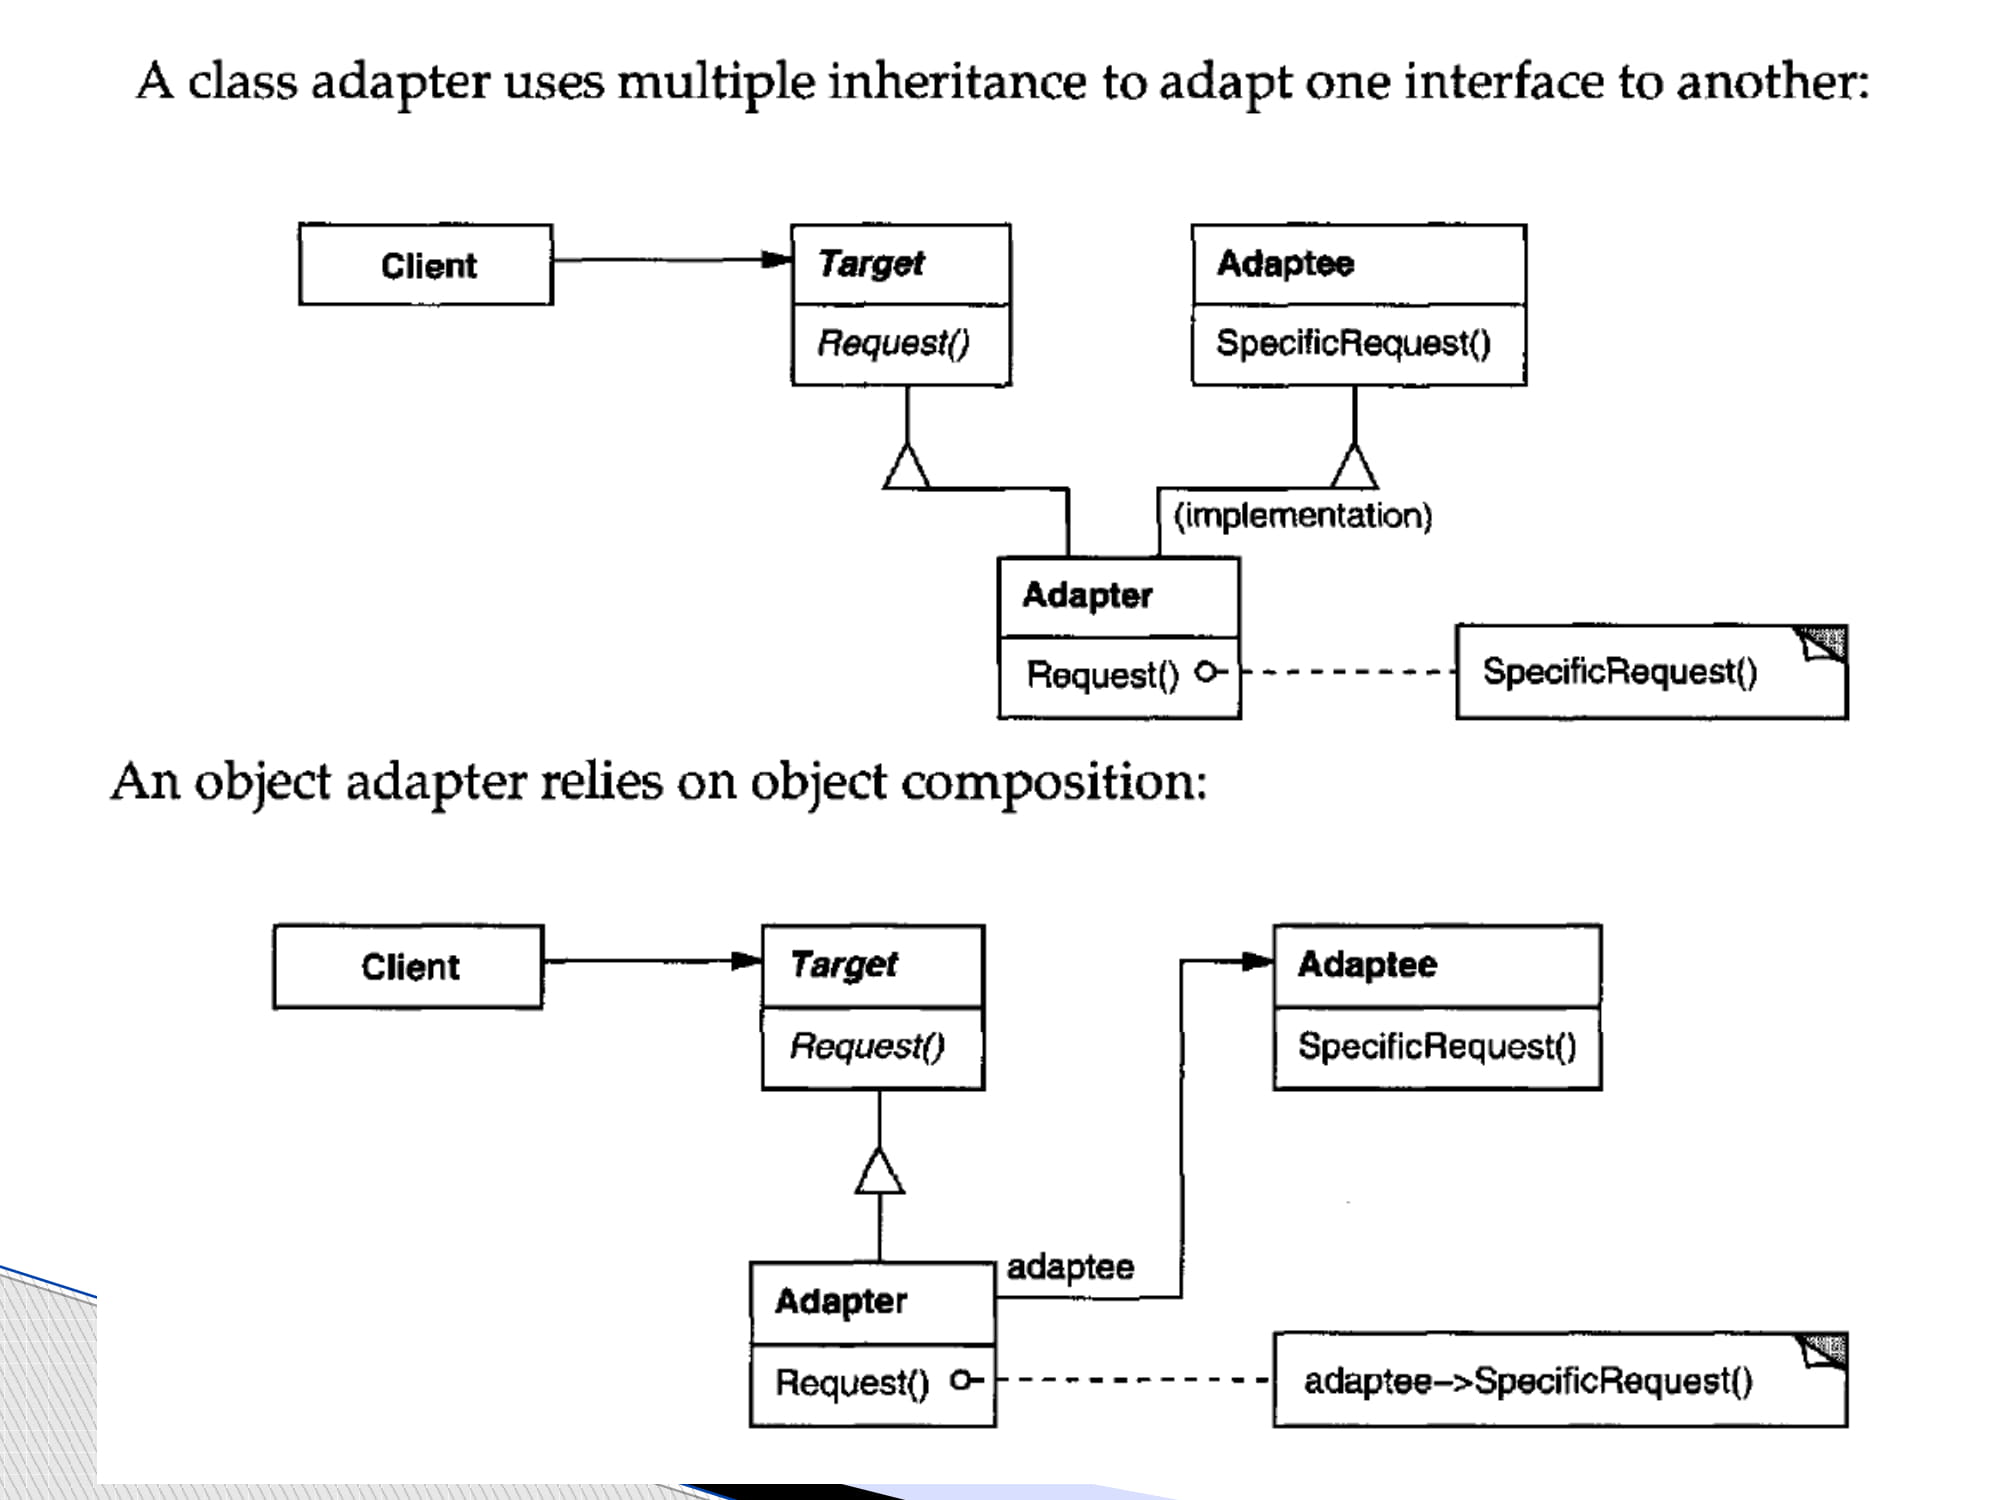 A class adapter uses multiple inheritance to adapt one interface to another:
Client
Target
Adaptee
Request()
SpecificRequest()
(implementation)
Adapter
Request()
SpecificRequest()
An object adapter relies on object composition:
Client
Target
Adaptee
Request()
SpecificRequest()
adaptee
Adapter
Request()
adaptee–>SpecificRequest()